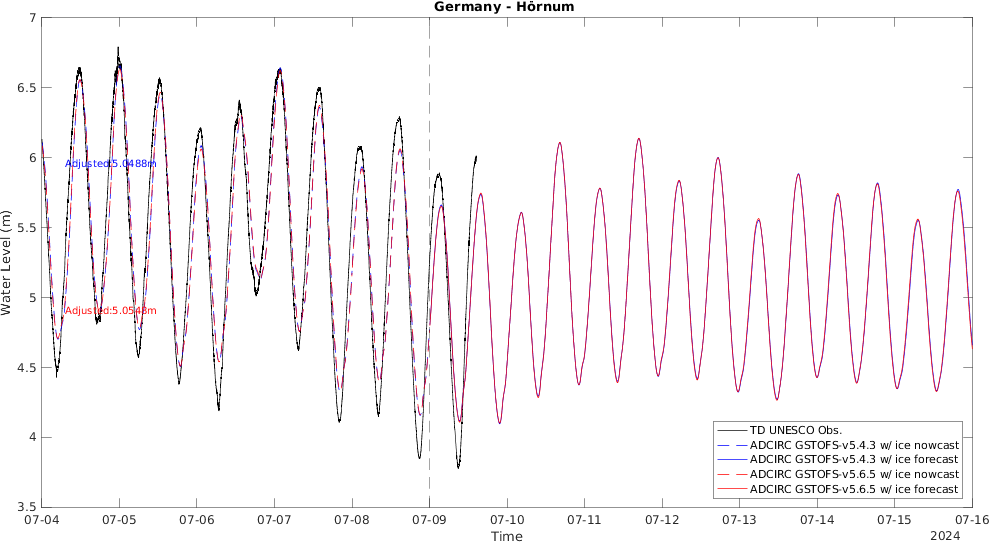 Germany - Hörnum
Water Level (m)
7
6.5
6
5.5
5
4.5
4
3.5
Adjusted:5.0488m
Adjusted:5.0543m
TD UNESCO Obs.
ADCIRC GSTOFS-v5.4.3 w/ ice nowcast
ADCIRC GSTOFS-v5.4.3 w/ ice forecast
ADCIRC GSTOFS-v5.6.5 w/ ice nowcast
ADCIRC GSTOFS-v5.6.5 w/ ice forecast
07-04 07-05 07-06 07-07 07-08 07-09 07-10 07-11 07-12 07-13 07-14 07-15 07-16
Time
2024